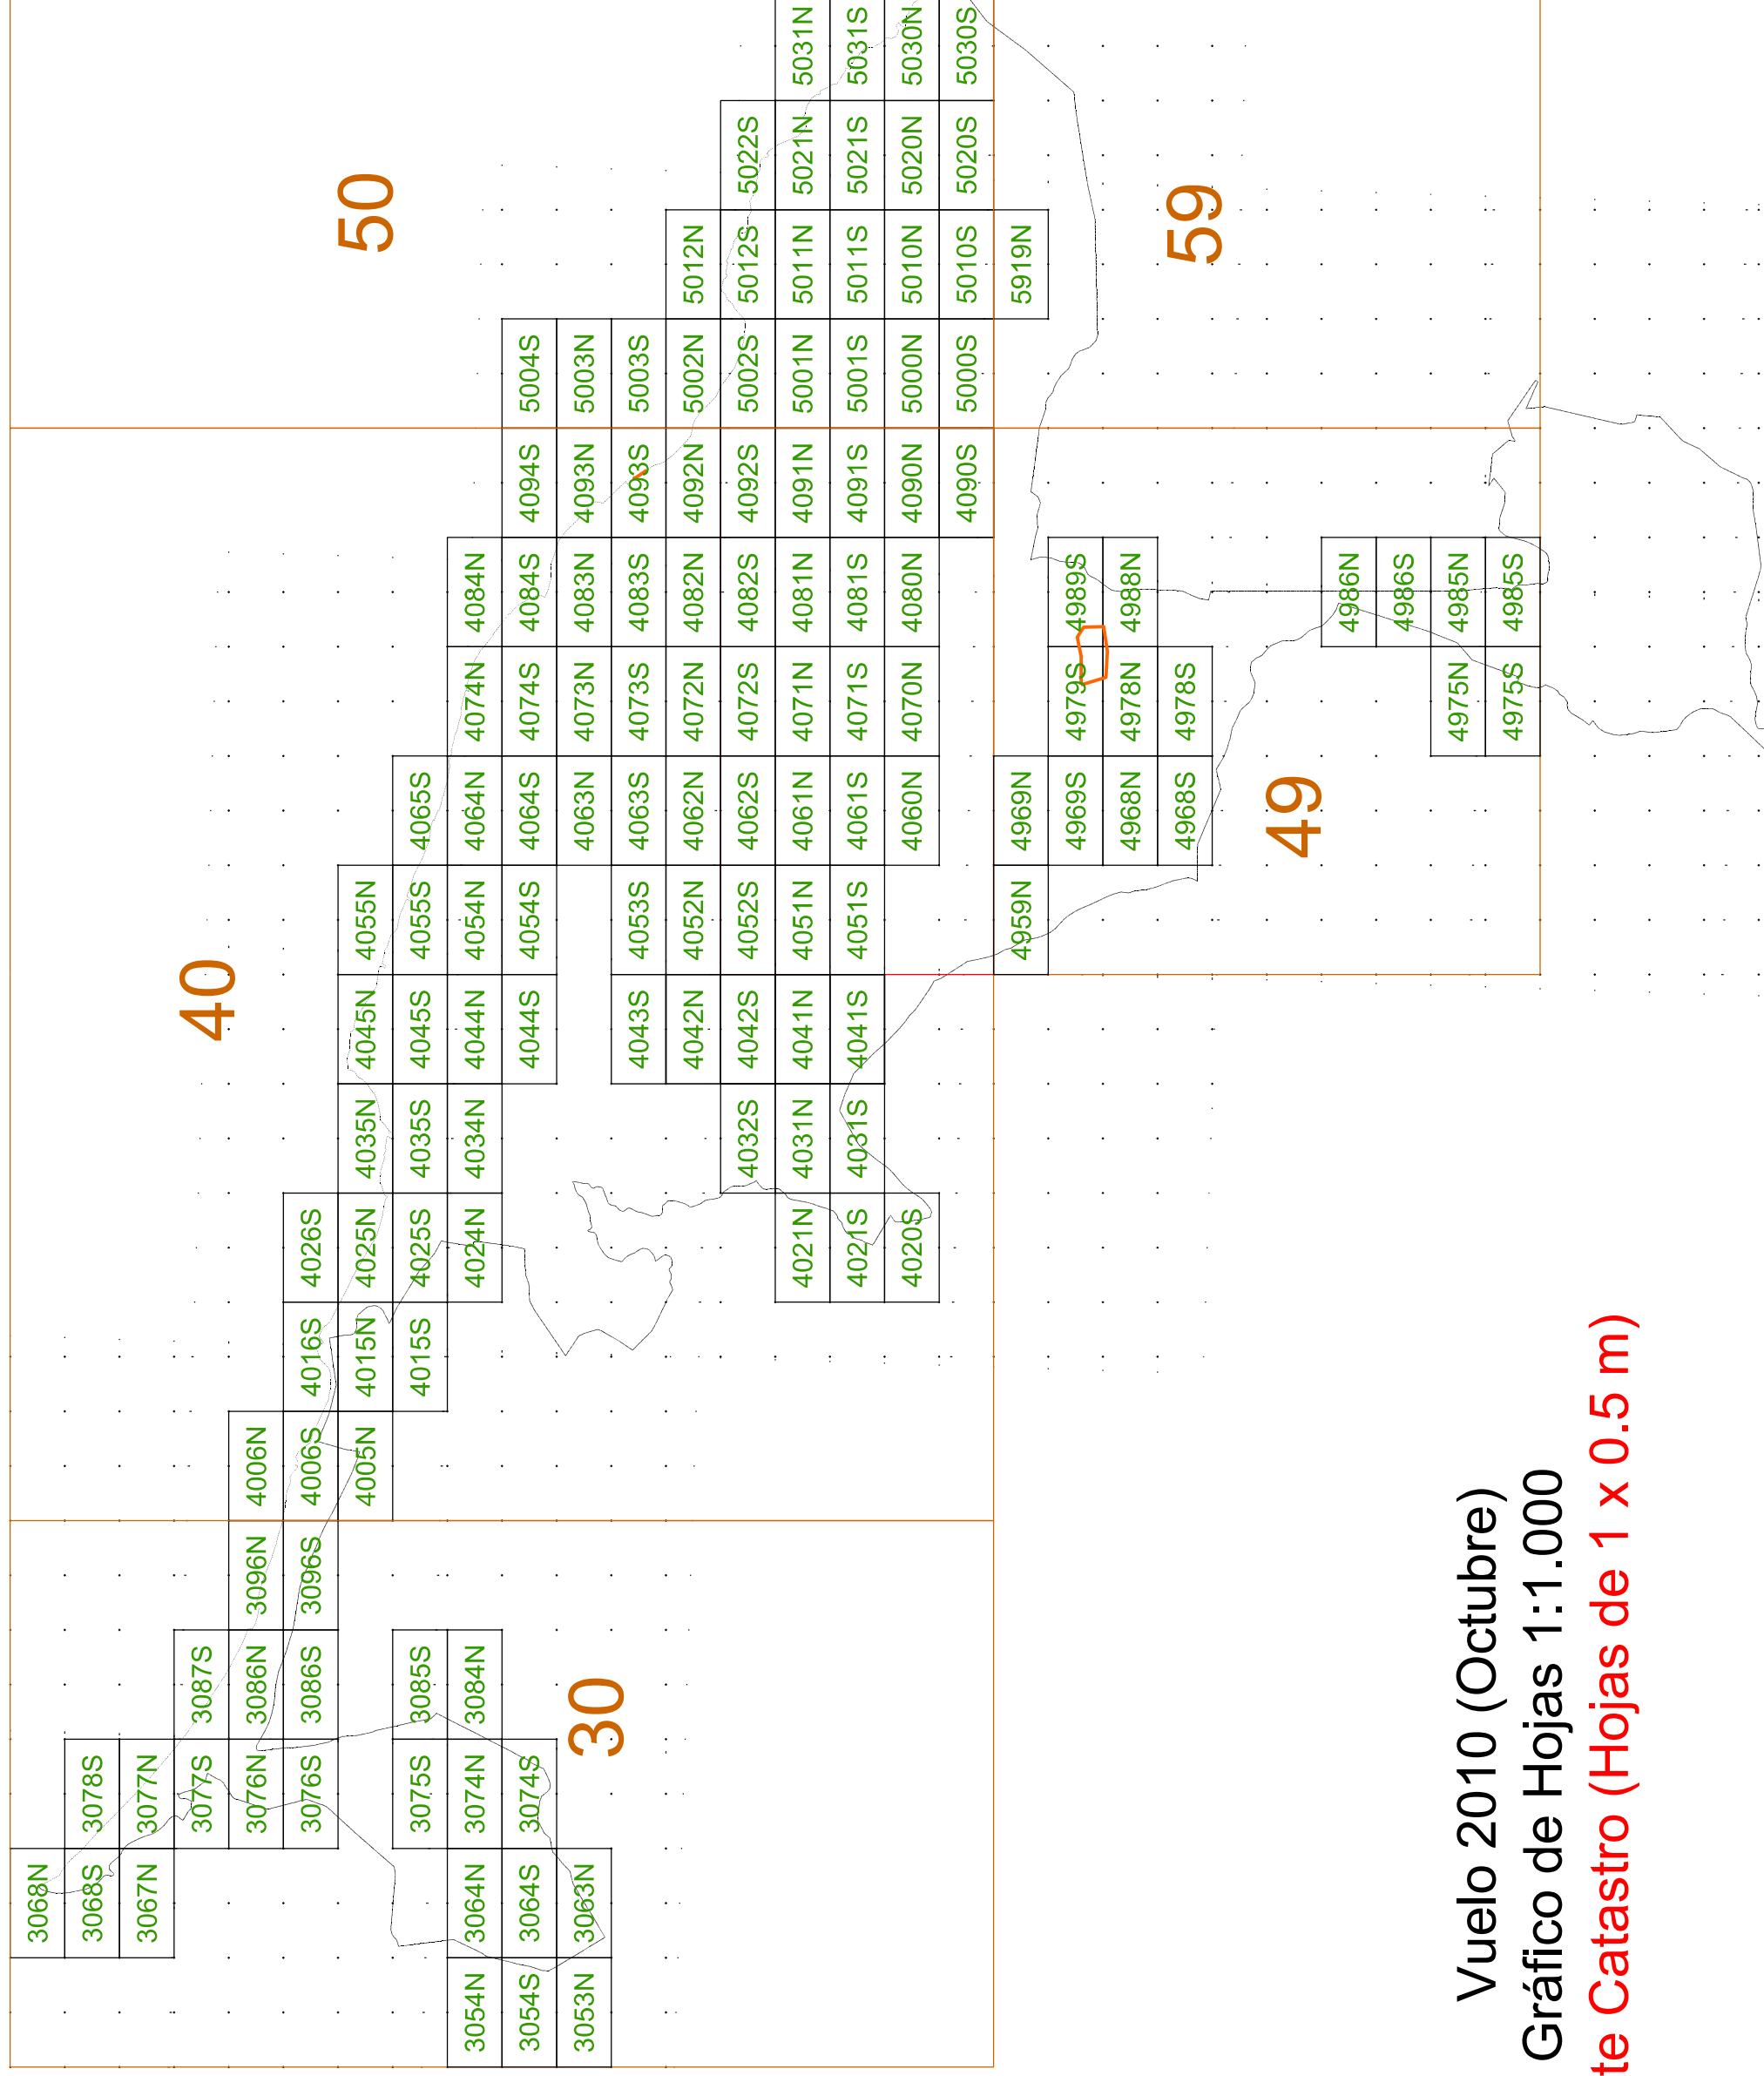 3068N
3068S 3078S
3067N 3077N
3077S 3087S
40
3076N 3086N 3096N 4006N
3076S 3086S 3096S 4006S 4016S 4026S
4005N 4015N 4025N 4035N 4045N 4055N
50
3075S 3085S 4015S 4025S 4035S 4045S 4055S 4065S
3054N 3064N 3074N 3084N 4024N 4034N 4044N 4054N 4064N 4074N 4084N
3054S 3064S 3074S 4044S 4054S 4064S 4074S 4084S 4094S 5004S
3053N 3063N 4063N 4073N 4083N 4093N 5003N
30
4043S 4053S 4063S 4073S 4083S 4093S 5003S
4042N 4052N 4062N 4072N 4082N 4092N 5002N 5012N
4032S 4042S 4052S 4062S 4072S 4082S 4092S 5002S 5012S 5022S
4021N 4031N 4041N 4051N 4061N 4071N 4081N 4091N 5001N 5011N 5021N 5031N
4021S 4031S 4041S 4051S 4061S 4071S 4081S 4091S 5001S 5011S 5021S 5031S
4020S 4060N 4070N 4080N 4090N 5000N 5010N 5020N 5030N
4090S 5000S 5010S 5020S 5030S
4959N 4969N 5919N
4969S 4979S 4989S
4968N 4978N 4988N
4968S 4978S
59
49
4986N
4986S
4975N 4985N
4975S 4985S
Vuelo 2010 (Octubre)
Gráfico de Hojas 1:1.000
te Catastro (Hojas de 1 x 0.5 m)